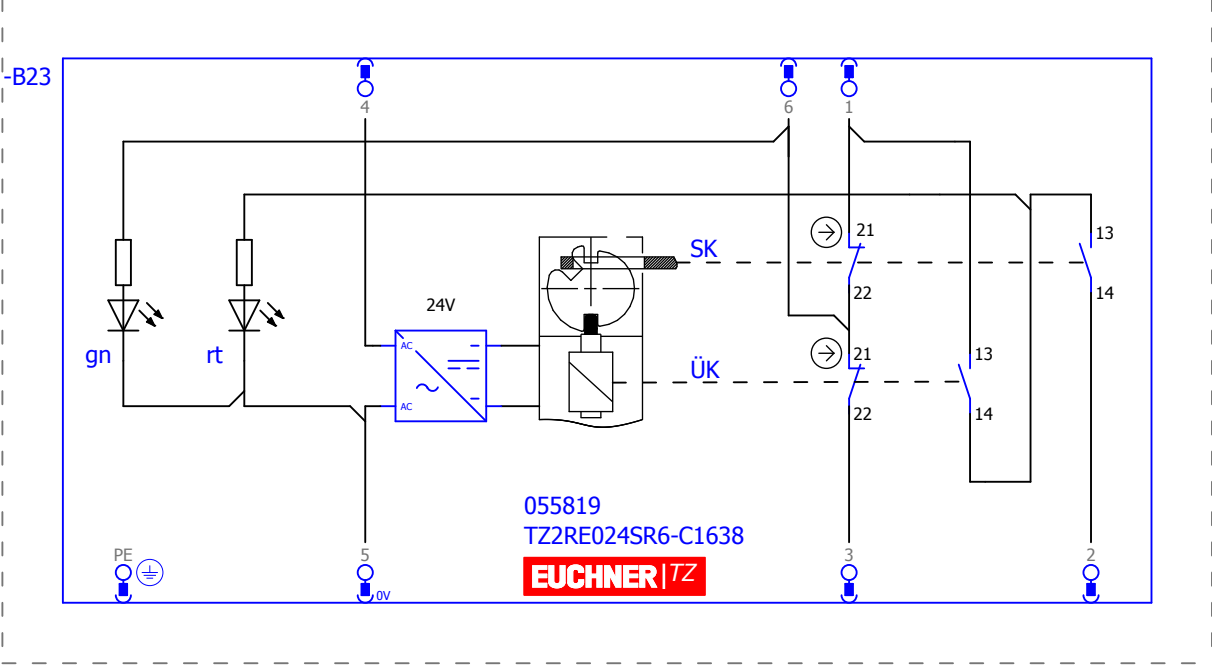 -B23
4
6
1
21
13
SK
22
14
24V
gn
rt
AC
21
13
ÜK
AC
22
14
055819
TZ2RE024SR6-C1638
PE
5
3
2
EUCHNER|TZ
0V